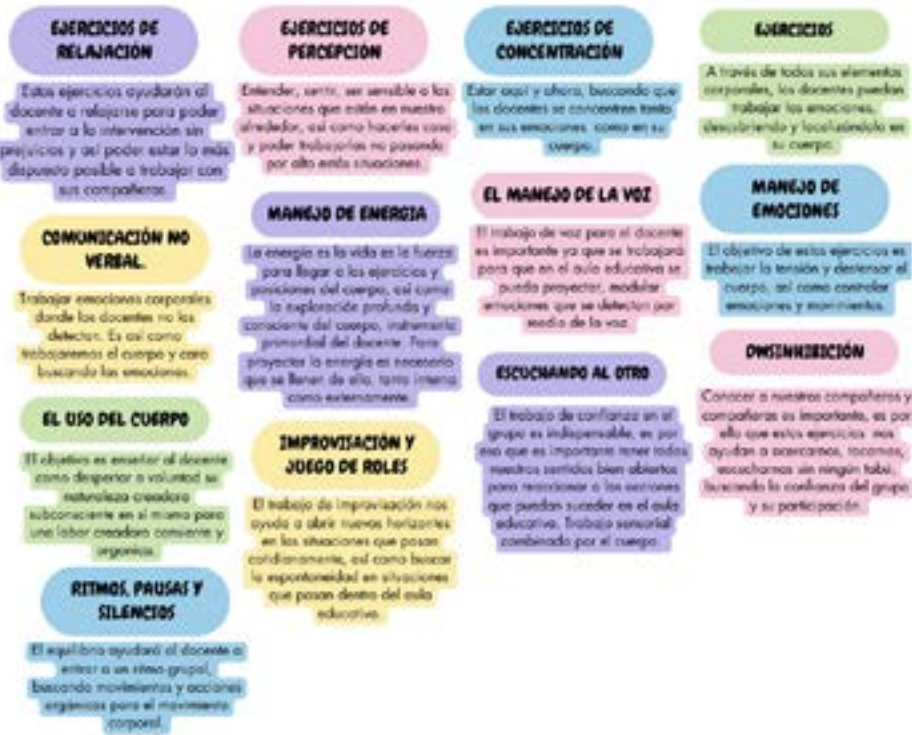 EJERCICIOS DE
RELAJACIÓN
Estos ejercicios ayudarán al
docente a relajarse para poder
entrar a la intervención sin
prejuicios y así poder estar lo más
dispuesto posible a trabajar con
sus compañeros.
COMUNICACIÓN NO
VERBAL.
Trabajar emociones corporales
donde los docentes no las
detectan. Es así como
trabajaremos el cuerpo y cara
buscando las emociones.
EL USO DEL CUERPO
El objetivo es enseñar al docente
como despertar a voluntad su
naturaleza creadora
subconsciente en si mismo para
una labor creadora consiente y
organica.
RITMOS, PAUSAS Y
SILENCIOS
El equilibrio ayudará al docente a
entrar a un ritmo grupal,
buscando movimientos y acciones
orgánicas para el movimiento
corporal.
EJERCICIOS DE
PERCEPCIÓN
Entender, sentir, ser sensible a las
situaciones que están en nuestro
alrededor, así como hacerles caso
y poder trabajarlas no pasando
por alto estás situaciones.
MANEJO DE ENERGIA
La energía es la vida es la fuerza
para llegar a los ejercicios y
posiciones del cuerpo, así como
la exploración profunda y
consciente del cuerpo, instrumento
primordial del docente. Para
proyectar la energía es necesario
que se llenen de ella, tanto interna
como externamente.
IMPROVISACIÓN Y
JUEGO DE ROLES
El trabajo de improvisación nos
ayuda a abrir nuevos horizontes
en las situaciones que pasan
cotidianamente, así como buscar
la espontaneidad en situaciones
que pasan dentro del aula
educativa.
EJERCICIOS DE
CONCENTRACIÓN
Estar aquí y ahora, buscando que
los docentes se concentren tanto
en sus emociones como en su
cuerpo.
EL MANEJO DE LA VOZ
El trabajo de voz para el docente
es importante ya que se trabajará
para que en el aula educativa se
pueda proyectar, modular
emociones que se detectan por
medio de la voz.
ESCUCHANDO AL OTRO
El trabajo de confianza en el
grupo es indispensable, es por
eso que es importante tener todos
nuestros sentidos bien abiertos
para reaccionar a las acciones
que puedan suceder en el aula
educativa. Trabajo sensorial
combinado por el cuerpo.
EJERCICIOS
A través de todos sus elementos
corporales, los docentes puedan
trabajar las emociones,
descubriendo y localizándolo en
su cuerpo.
MANEJO DE
EMOCIONES
El objetivo de estos ejercicios es
trabajar la tensión y destensar el
cuerpo, así como controlar
emociones y movimientos.
DWSINHIBICIÓN
Conocer a nuestros compañeros y
compañeras es importante, es por
ello que estos ejercicios nos
ayudan a acercarnos, tocarnos,
escucharnos sin ningún tabú,
buscando la confianza del grupo
y su participación.